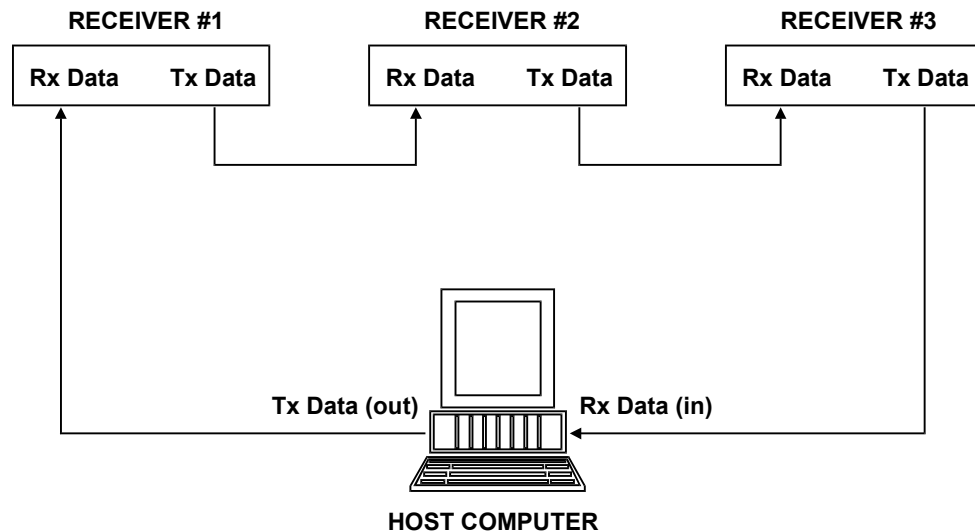 RECEIVER #1 RECEIVER #2 RECEIVER #3
Rx Data Tx Data Rx Data Tx Data Rx Data Tx Data
Tx Data (out) Rx Data (in)
HOST COMPUTER